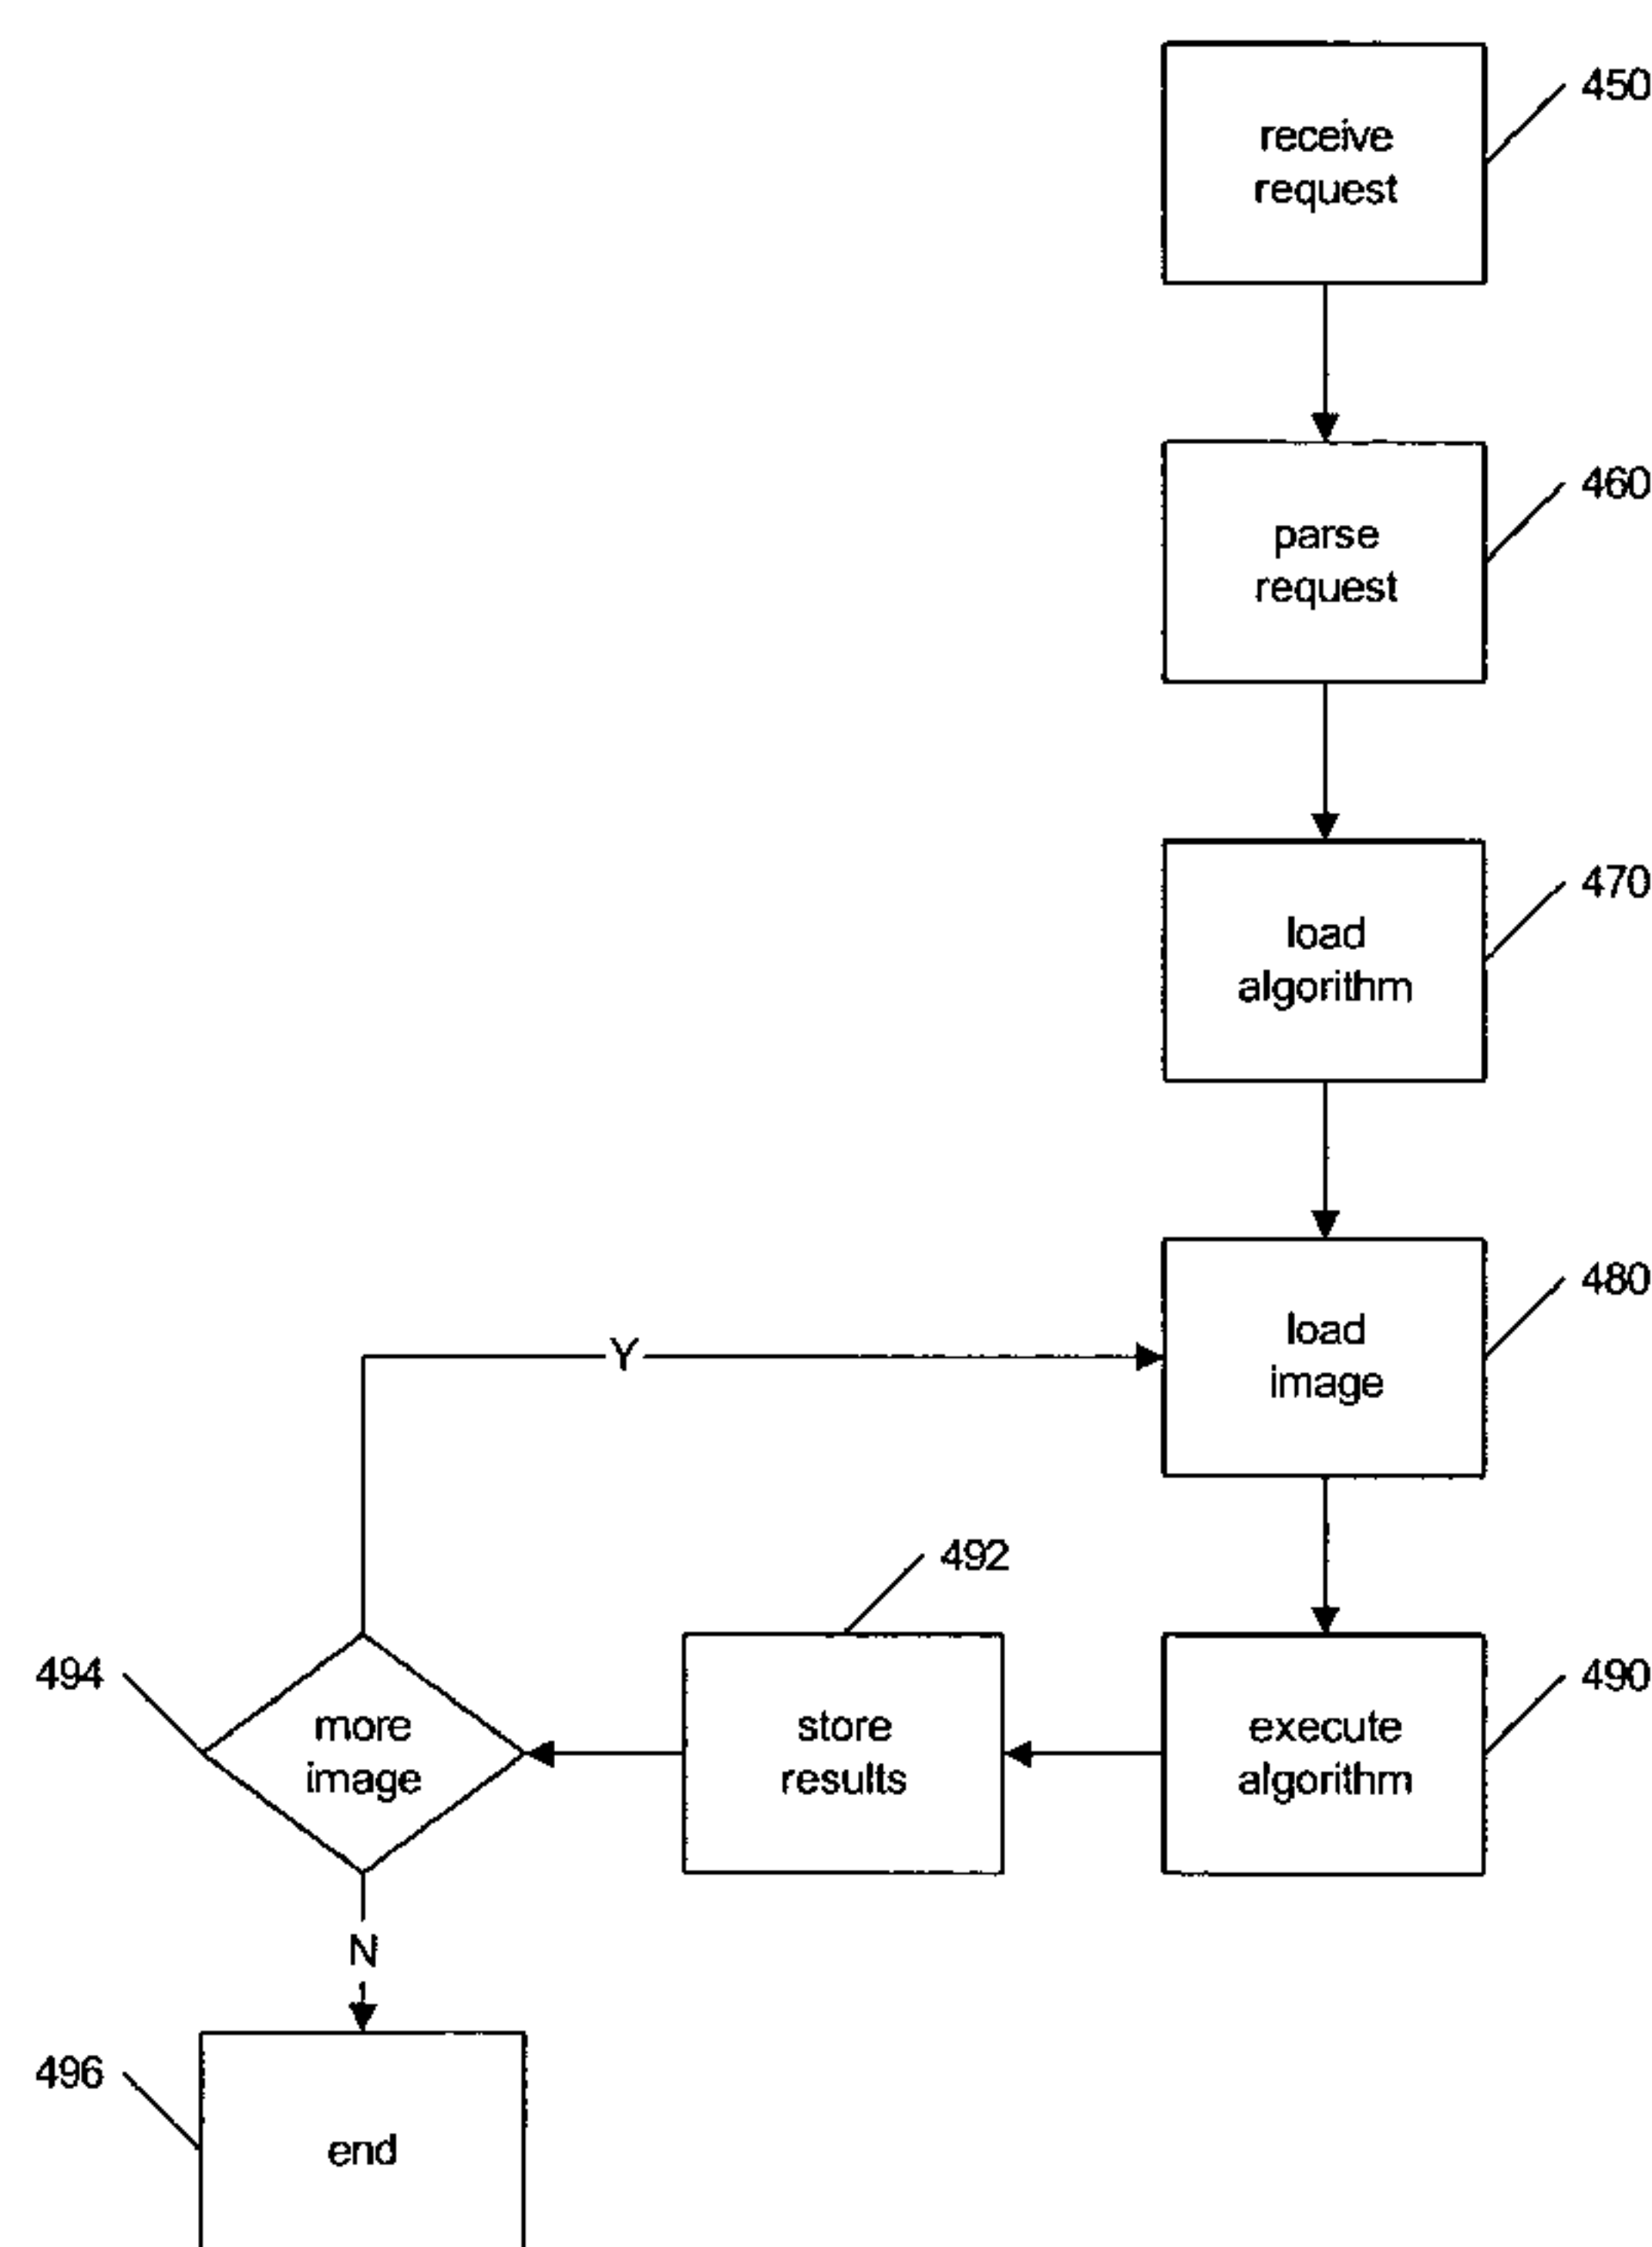 450
receive
request
460
parse
request
470
load
algorithm
480
load
image
Y
492
494
490
more
image
store
results
execute
algorithm
N
496
end